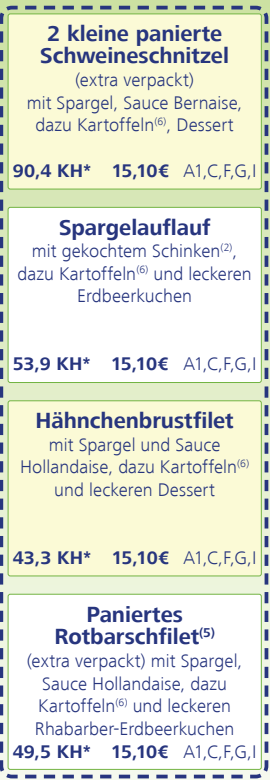 2 kleine panierte
Schweineschnitzel
(extra verpackt)
mit Spargel, Sauce Bernaise,
dazu Kartoffeln(6), Dessert
90,4 KH* 15,10€ A1,C,F,G,I
Spargelauflauf
mit gekochtem Schinken(2),
dazu Kartoffeln(6) und leckeren
Erdbeerkuchen
53,9 KH* 15,10€ A1,C,F,G,I
Hähnchenbrustfilet
mit Spargel und Sauce
Hollandaise, dazu Kartoffeln(6)
und leckeren Dessert
43,3 KH* 15,10€ A1,C,F,G,I
Paniertes
Rotbarschfilet(5)
(extra verpackt) mit Spargel,
Sauce Hollandaise, dazu
Kartoffeln(6) und leckeren
Rhabarber-Erdbeerkuchen
49,5 KH* 15,10€ A1,C,F,G,I